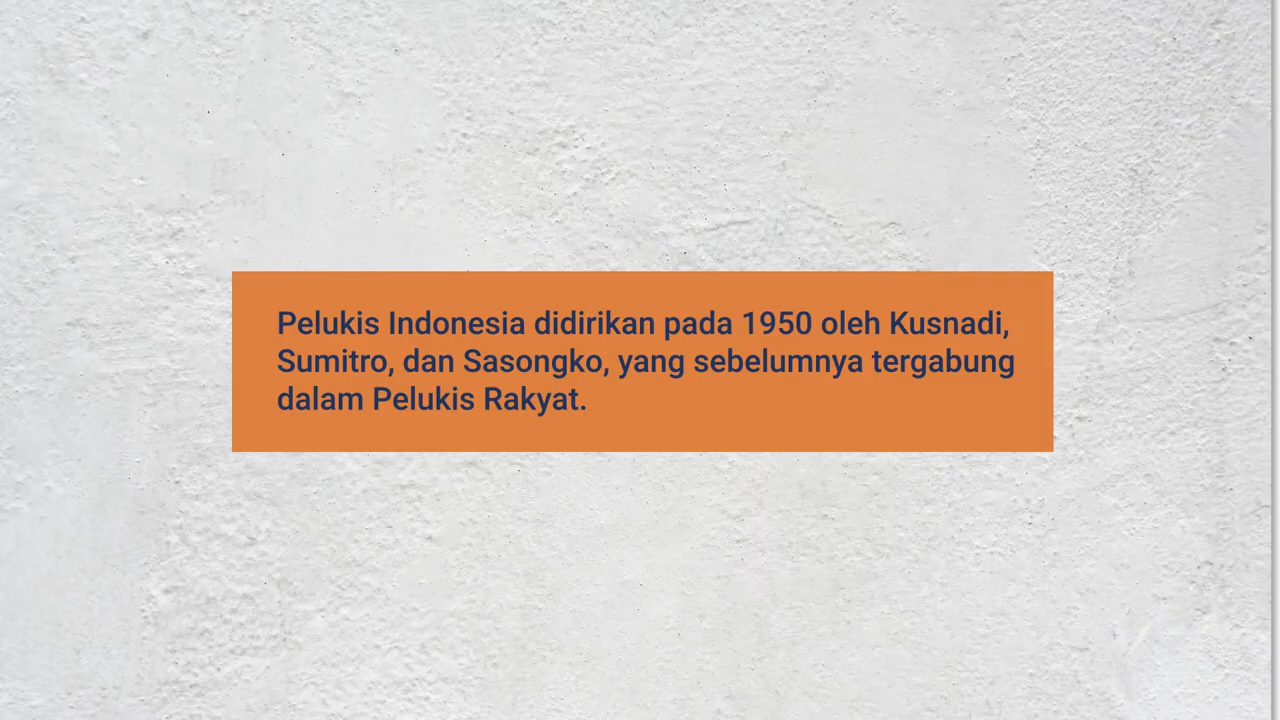 Pelukis Indonesia didirikan pada 1950 oleh Kusnadi,
Sumitro, dan Sasongko, yang sebelumnya tergabung
dalam Pelukis Rakyat.